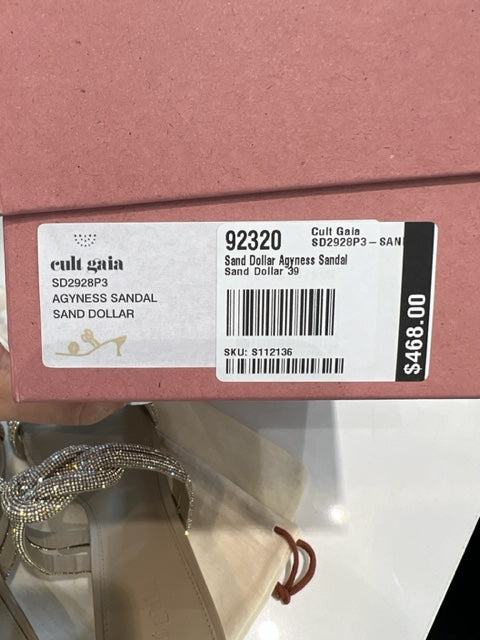 cult gaia
SD2928P3
AGYNESS SANDAL
SAND DOLLAR
92320
Cult Gaia
SD2928P3-SAN
Sand Dollar Agyness Sandal
Sand Dollar 39
SKU: S112136
$468.00